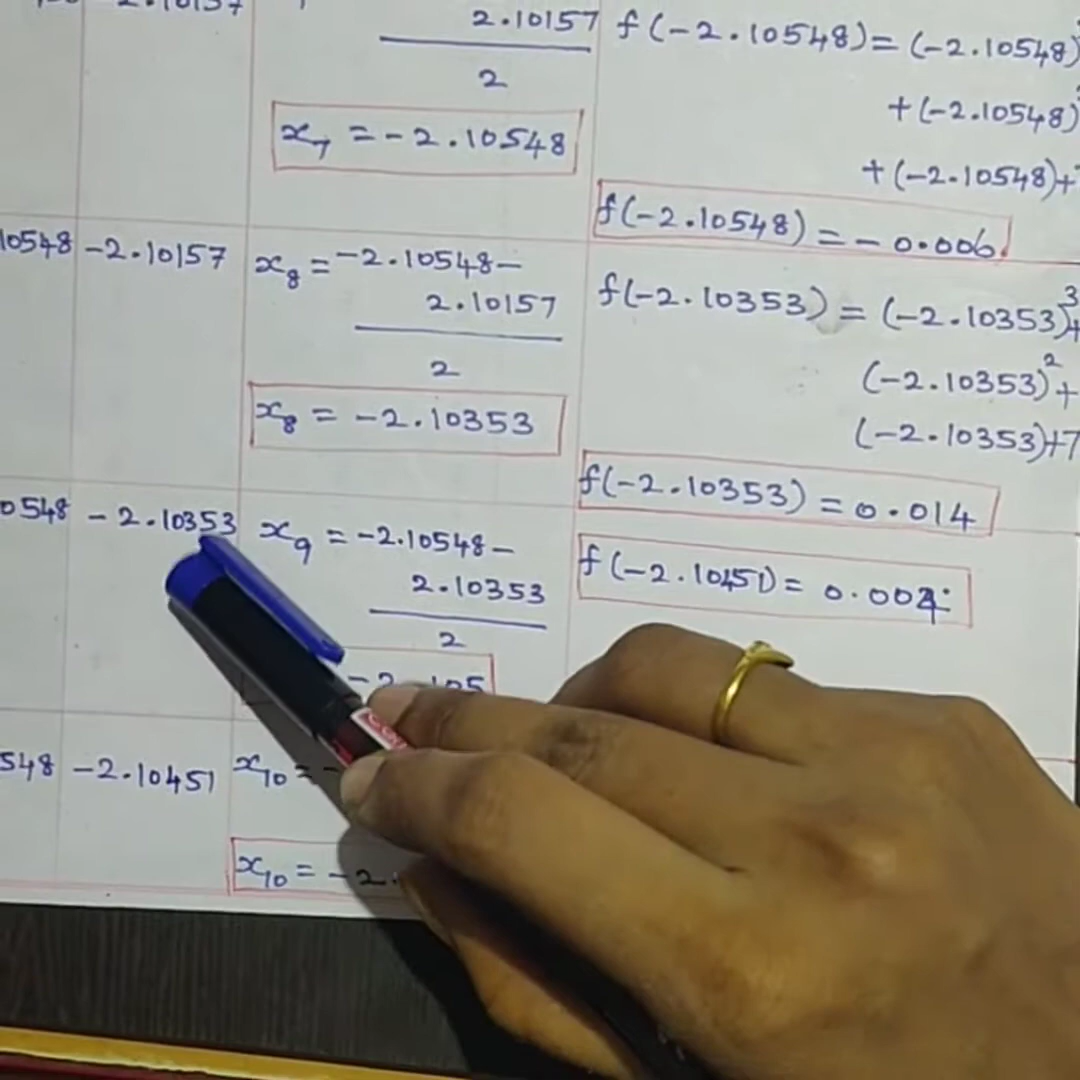 2.10157
2
x₇ = -2.10548
f(-2.10548) = (-2.10548)
+(-2.10548)
+(-2.10548)+
f(-2.10548) = -0.006
10548 -2.10157
x₈ = -2.10548 -
2.10157
2
x₈ = -2.10353
f(-2.10353) = (-2.10353)³+
(-2.10353)²+
(-2.10353)+7
f(-2.10353) = 0.014
0548 -2.10353
x₉ = -2.10548 -
2.10353
2
f(-2.10451) = 0.004
548 -2.10451
x₁₀ = -
x₁₀ = -2.